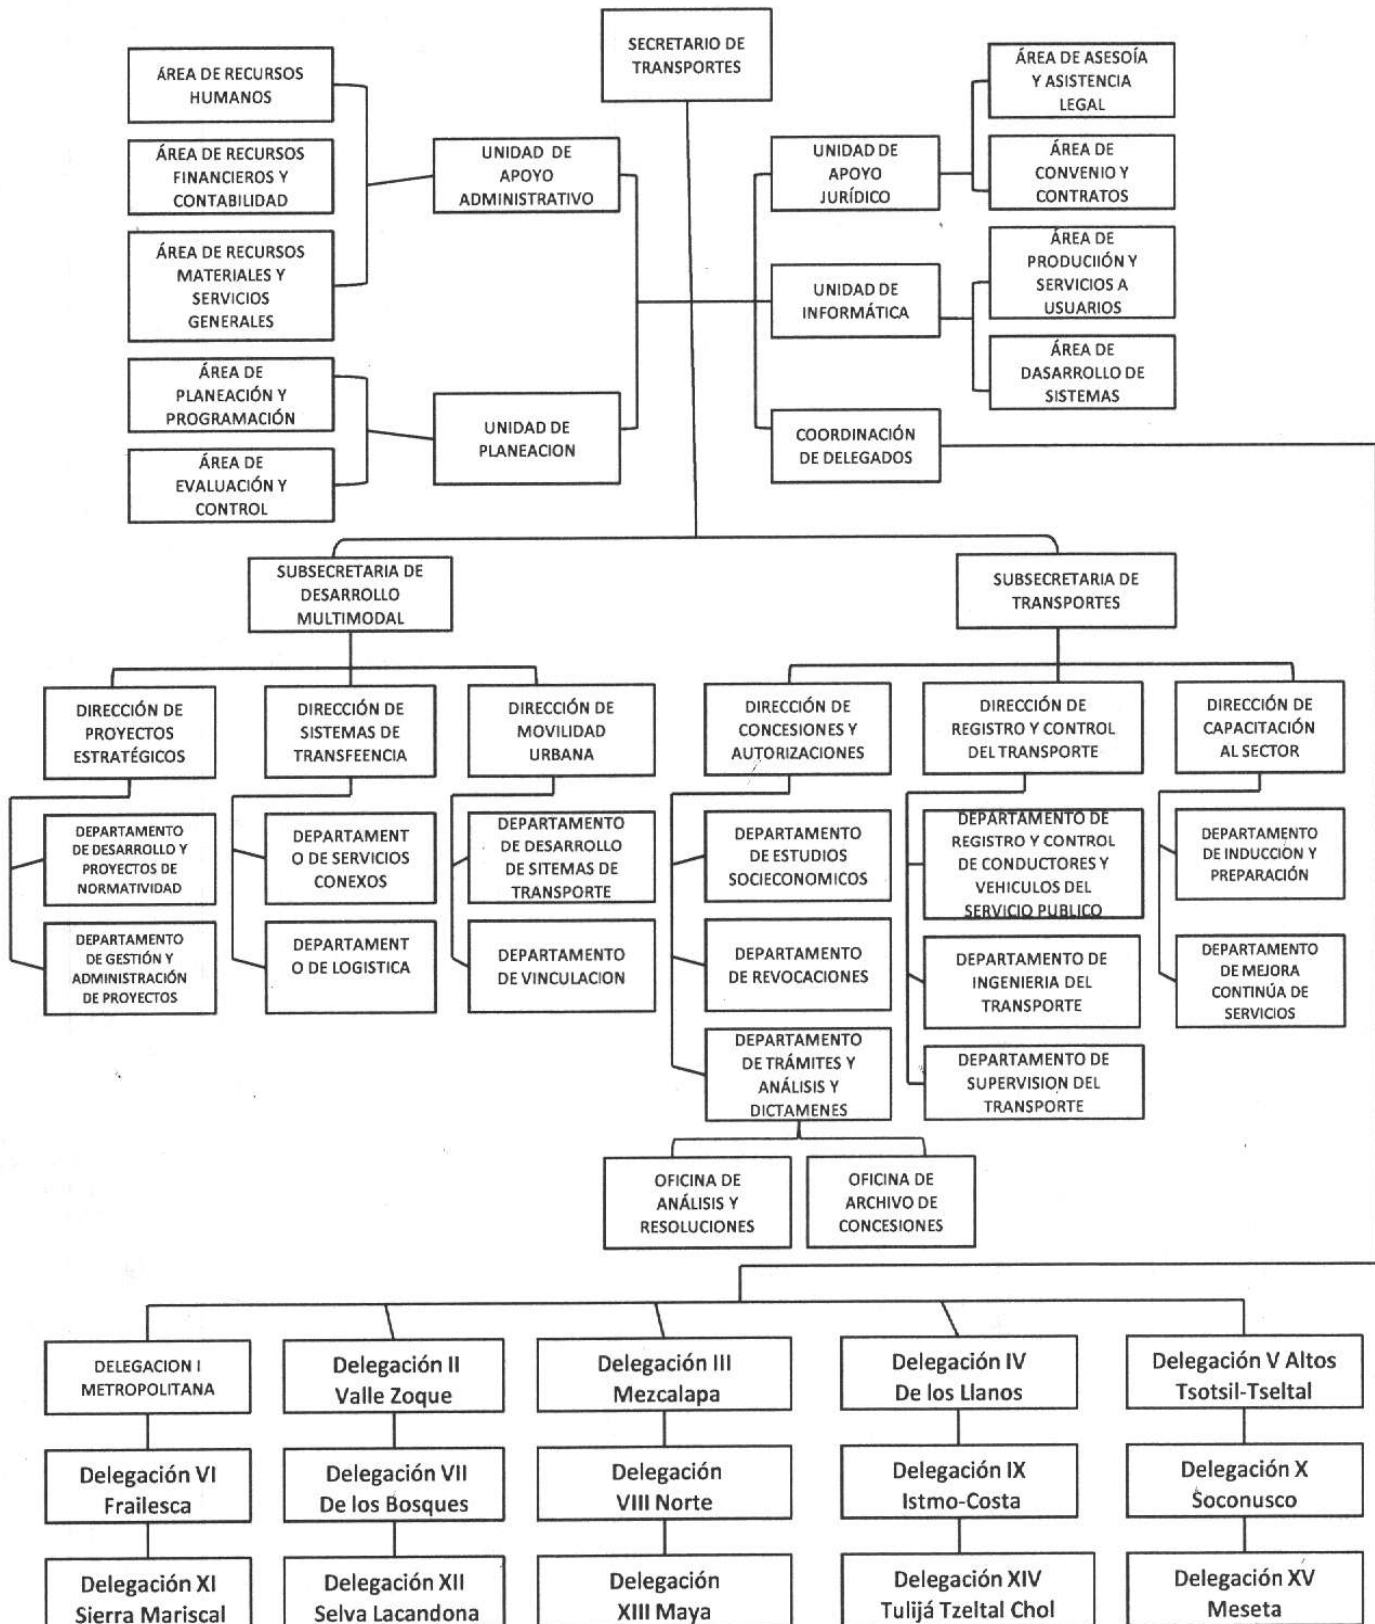 SECRETARIO DE
TRANSPORTES
ÁREA DE RECURSOS
HUMANOS
ÁREA DE RECURSOS
FINANCIEROS Y
CONTABILIDAD
ÁREA DE RECURSOS
MATERIALES Y
SERVICIOS
GENERALES
ÁREA DE
PLANEACIÓN Y
PROGRAMACIÓN
ÁREA DE
EVALUACIÓN Y
CONTROL
UNIDAD DE
APOYO
ADMINISTRATIVO
UNIDAD DE
PLANEACION
UNIDAD DE
APOYO
JURÍDICO
UNIDAD DE
INFORMÁTICA
COORDINACIÓN
DE DELEGADOS
ÁREA DE ASESOÍA
Y ASISTENCIA
LEGAL
ÁREA DE
CONVENIO Y
CONTRATOS
ÁREA DE
PRODUCIIÓN Y
SERVICIOS A
USUARIOS
ÁREA DE
DASARROLLO DE
SISTEMAS
SUBSECRETARIA DE
DESARROLLO
MULTIMODAL
SUBSECRETARIA DE
TRANSPORTES
DIRECCIÓN DE
PROYECTOS
ESTRATÉGICOS
DIRECCIÓN DE
SISTEMAS DE
TRANSFEENCIA
DIRECCIÓN DE
MOVILIDAD
URBANA
DIRECCIÓN DE
CONCESIONES Y
AUTORIZACIONES
DIRECCIÓN DE
REGISTRO Y CONTROL
DEL TRANSPORTE
DIRECCIÓN DE
CAPACITACIÓN
AL SECTOR
DEPARTAMENTO
DE DESARROLLO Y
PROYECTOS DE
NORMATIVIDAD
DEPARTAMENT
O DE SERVICIOS
CONEXOS
DEPARTAMENTO
DE DESARROLLO
DE SITEMAS DE
TRANSPORTE
DEPARTAMENTO
DE ESTUDIOS
SOCIECONOMICOS
DEPARTAMENTO DE
REGISTRO Y CONTROL
DE CONDUCTORES Y
VEHICULOS DEL
SERVICIO PUBLICO
DEPARTAMENTO
DE INDUCCIÓN Y
PREPARACIÓN
DEPARTAMENTO
DE GESTIÓN Y
ADMINISTRACIÓN
DE PROYECTOS
DEPARTAMENT
O DE LOGISTICA
DEPARTAMENTO
DE VINCULACION
DEPARTAMENTO
DE REVOCACIONES
DEPARTAMENTO DE
INGENIERIA DEL
TRANSPORTE
DEPARTAMENTO
DE MEJORA
CONTINÚA DE
SERVICIOS
DEPARTAMENTO
DE TRÁMITES Y
ANÁLISIS Y
DICTAMENES
DEPARTAMENTO DE
SUPERVISION DEL
TRANSPORTE
OFICINA DE
ANÁLISIS Y
RESOLUCIONES
OFICINA DE
ARCHIVO DE
CONCESIONES
DELEGACION I
METROPOLITANA
Delegación II
Valle Zoque
Delegación III
Mezcalapa
Delegación IV
De los Llanos
Delegación V Altos
Tsotsil-Tseltal
Delegación VI
Frailesca
Delegación VII
De los Bosques
Delegación
VIII Norte
Delegación IX
Istmo-Costa
Delegación X
Soconusco
Delegación XI
Sierra Mariscal
Delegación XII
Selva Lacandona
Delegación
XIII Maya
Delegación XIV
Tulijá Tzeltal Chol
Delegación XV
Meseta